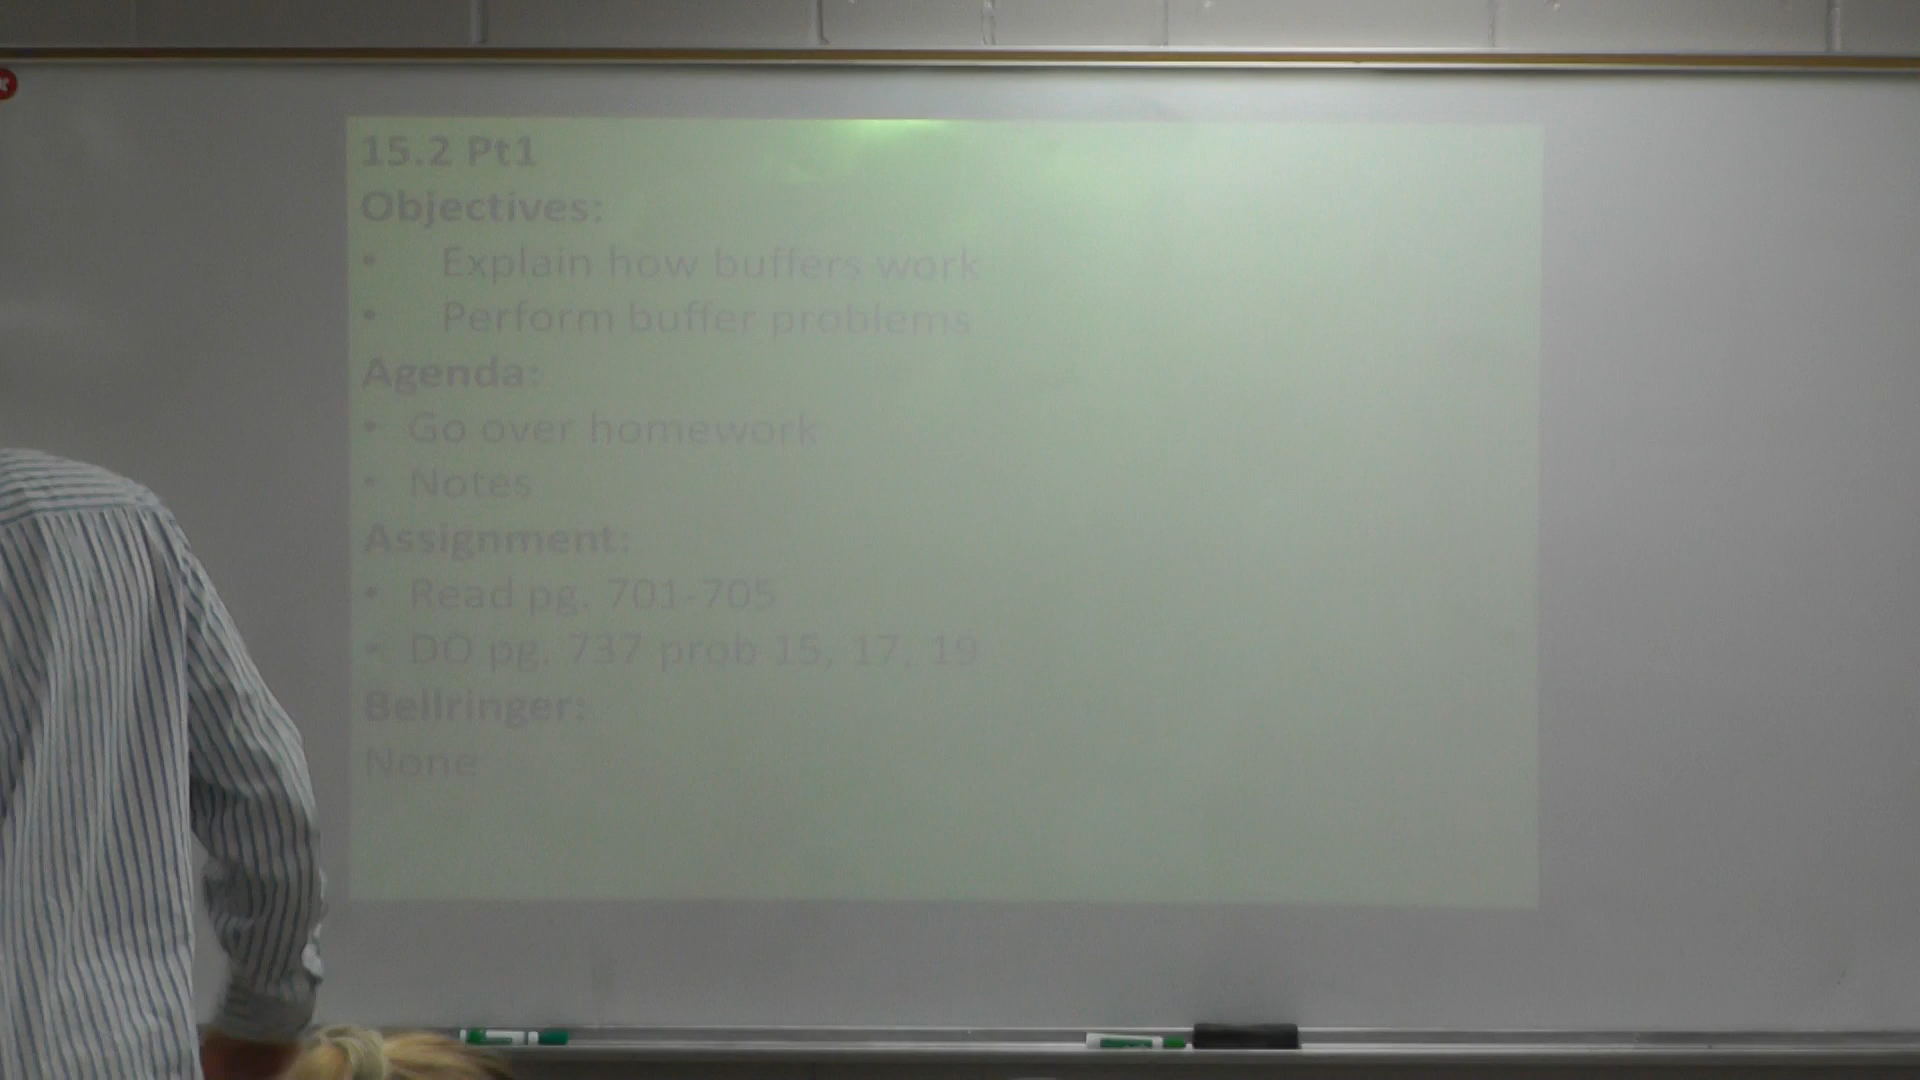 15.2 Pt1
Objectives:
• Explain how buffers work
• Perform buffer problems
Agenda:
• Go over homework
• Notes
Assignment:
• Read pg. 701-705
• DO pg. 737 prob 15, 17, 19
Bellringer:
None